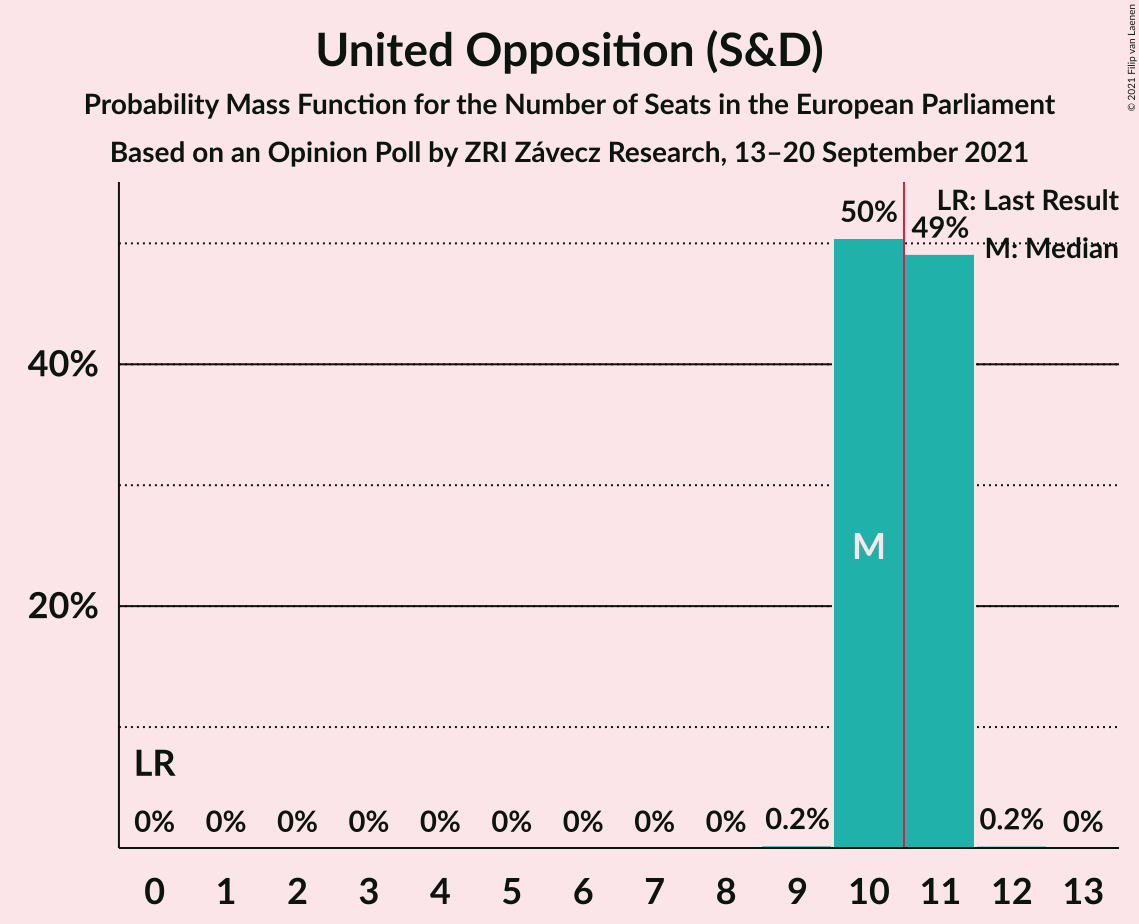 © 2021 Filip van Laenen
United Opposition (S&D)
Probability Mass Function for the Number of Seats in the European Parliament
Based on an Opinion Poll by ZRI Závecz Research, 13–20 September 2021
LR: Last Result
M: Median
50%
49%
40%
M
20%
LR
0% 0% 0% 0% 0% 0% 0% 0% 0% 0.2% 0.2% 0%
0 1 2 3 4 5 6 7 8 9 10 11 12 13